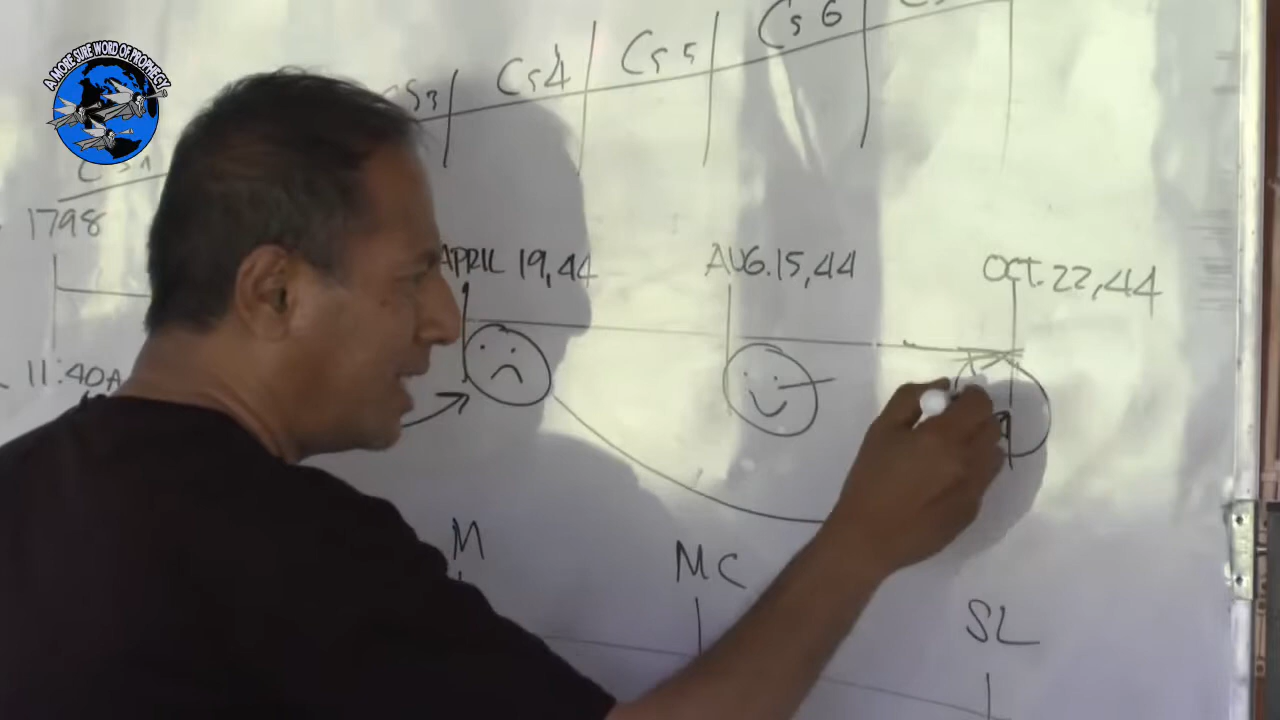 A MORE SURE WORD OF PROPHECY
Cs4
Cs5
Cs6
1798
APRIL 19,44
AUG.15,44
OCT.22,44
11:40A
M
MC
SL